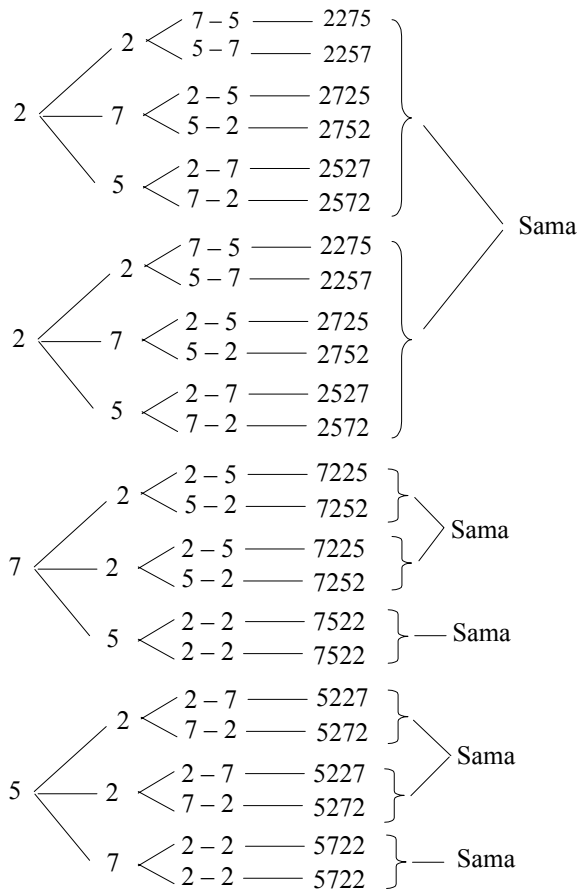 7 – 5 2275
2
5 – 7 2257
2 – 5 2725
2 7
5 – 2 2752
2 – 7 2527
5
7 – 2 2572
Sama
7 – 5 2275
2
5 – 7 2257
2 – 5 2725
2 7
5 – 2 2752
2 – 7 2527
5
7 – 2 2572
2 – 5 7225
2
5 – 2 7252
Sama
2 – 5 7225
7 2
5 – 2 7252
2 – 2 7522
5 Sama
2 – 2 7522
2 – 7 5227
2
7 – 2 5272
Sama
2 – 7 5227
5 2
7 – 2 5272
2 – 2 5722
7 Sama
2 – 2 5722